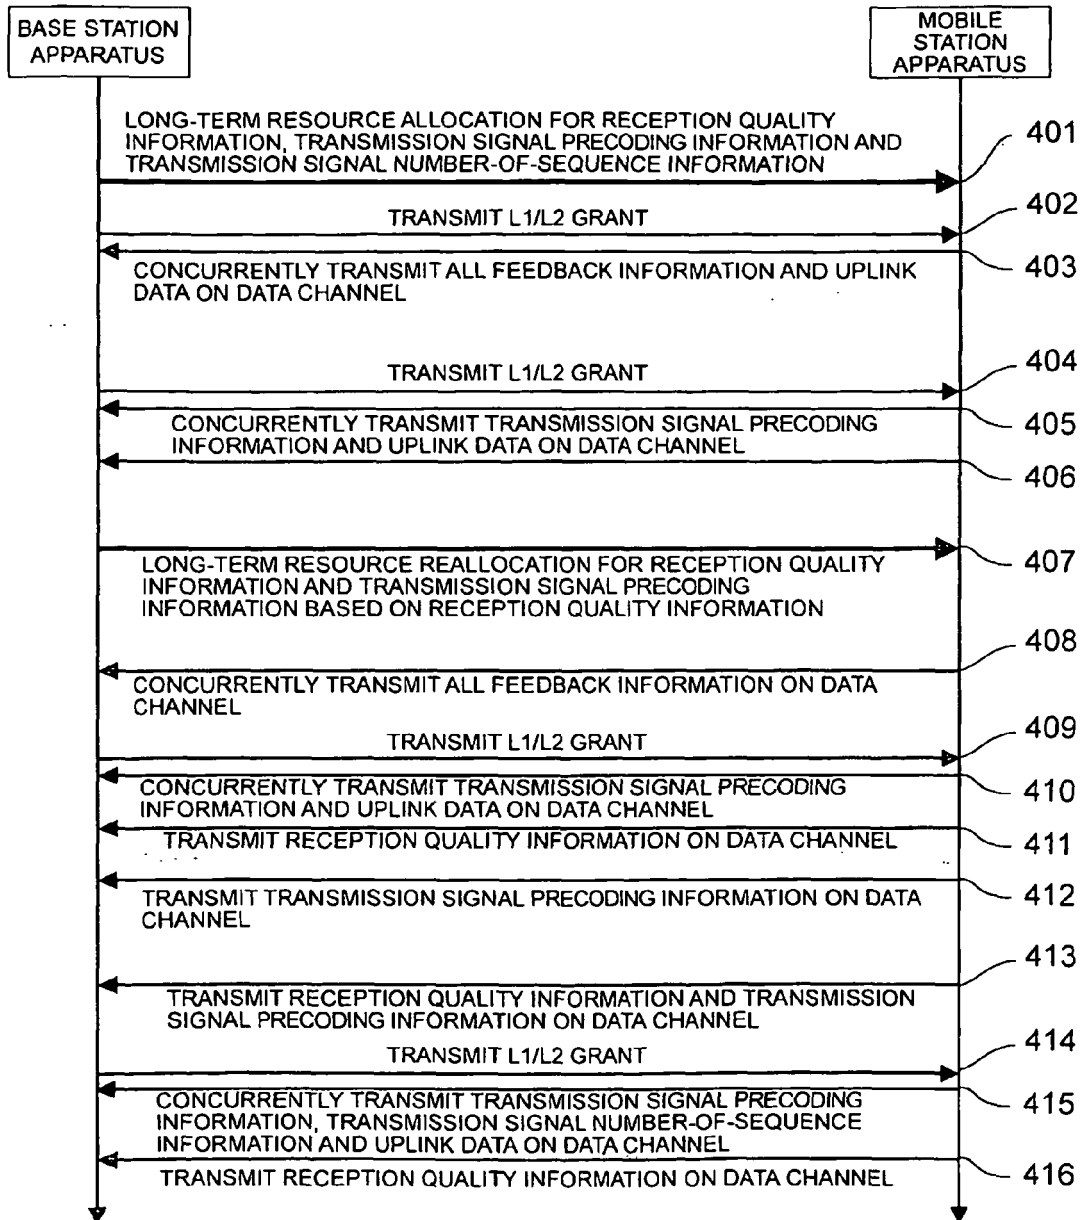 BASE STATION
APPARATUS
MOBILE
STATION
APPARATUS
LONG-TERM RESOURCE ALLOCATION FOR RECEPTION QUALITY
INFORMATION, TRANSMISSION SIGNAL PRECODING INFORMATION AND
TRANSMISSION SIGNAL NUMBER-OF-SEQUENCE INFORMATION
401
TRANSMIT L1/L2 GRANT
402
CONCURRENTLY TRANSMIT ALL FEEDBACK INFORMATION AND UPLINK
DATA ON DATA CHANNEL
403
TRANSMIT L1/L2 GRANT
404
CONCURRENTLY TRANSMIT TRANSMISSION SIGNAL PRECODING
INFORMATION AND UPLINK DATA ON DATA CHANNEL
405
406
LONG-TERM RESOURCE REALLOCATION FOR RECEPTION QUALITY
INFORMATION AND TRANSMISSION SIGNAL PRECODING
INFORMATION BASED ON RECEPTION QUALITY INFORMATION
407
408
CONCURRENTLY TRANSMIT ALL FEEDBACK INFORMATION ON DATA
CHANNEL
TRANSMIT L1/L2 GRANT
409
CONCURRENTLY TRANSMIT TRANSMISSION SIGNAL PRECODING
INFORMATION AND UPLINK DATA ON DATA CHANNEL
410
TRANSMIT RECEPTION QUALITY INFORMATION ON DATA CHANNEL
411
TRANSMIT TRANSMISSION SIGNAL PRECODING INFORMATION ON DATA
CHANNEL
412
413
TRANSMIT RECEPTION QUALITY INFORMATION AND TRANSMISSION
SIGNAL PRECODING INFORMATION ON DATA CHANNEL
TRANSMIT L1/L2 GRANT
414
CONCURRENTLY TRANSMIT TRANSMISSION SIGNAL PRECODING
INFORMATION, TRANSMISSION SIGNAL NUMBER-OF-SEQUENCE
INFORMATION AND UPLINK DATA ON DATA CHANNEL
415
TRANSMIT RECEPTION QUALITY INFORMATION ON DATA CHANNEL
416